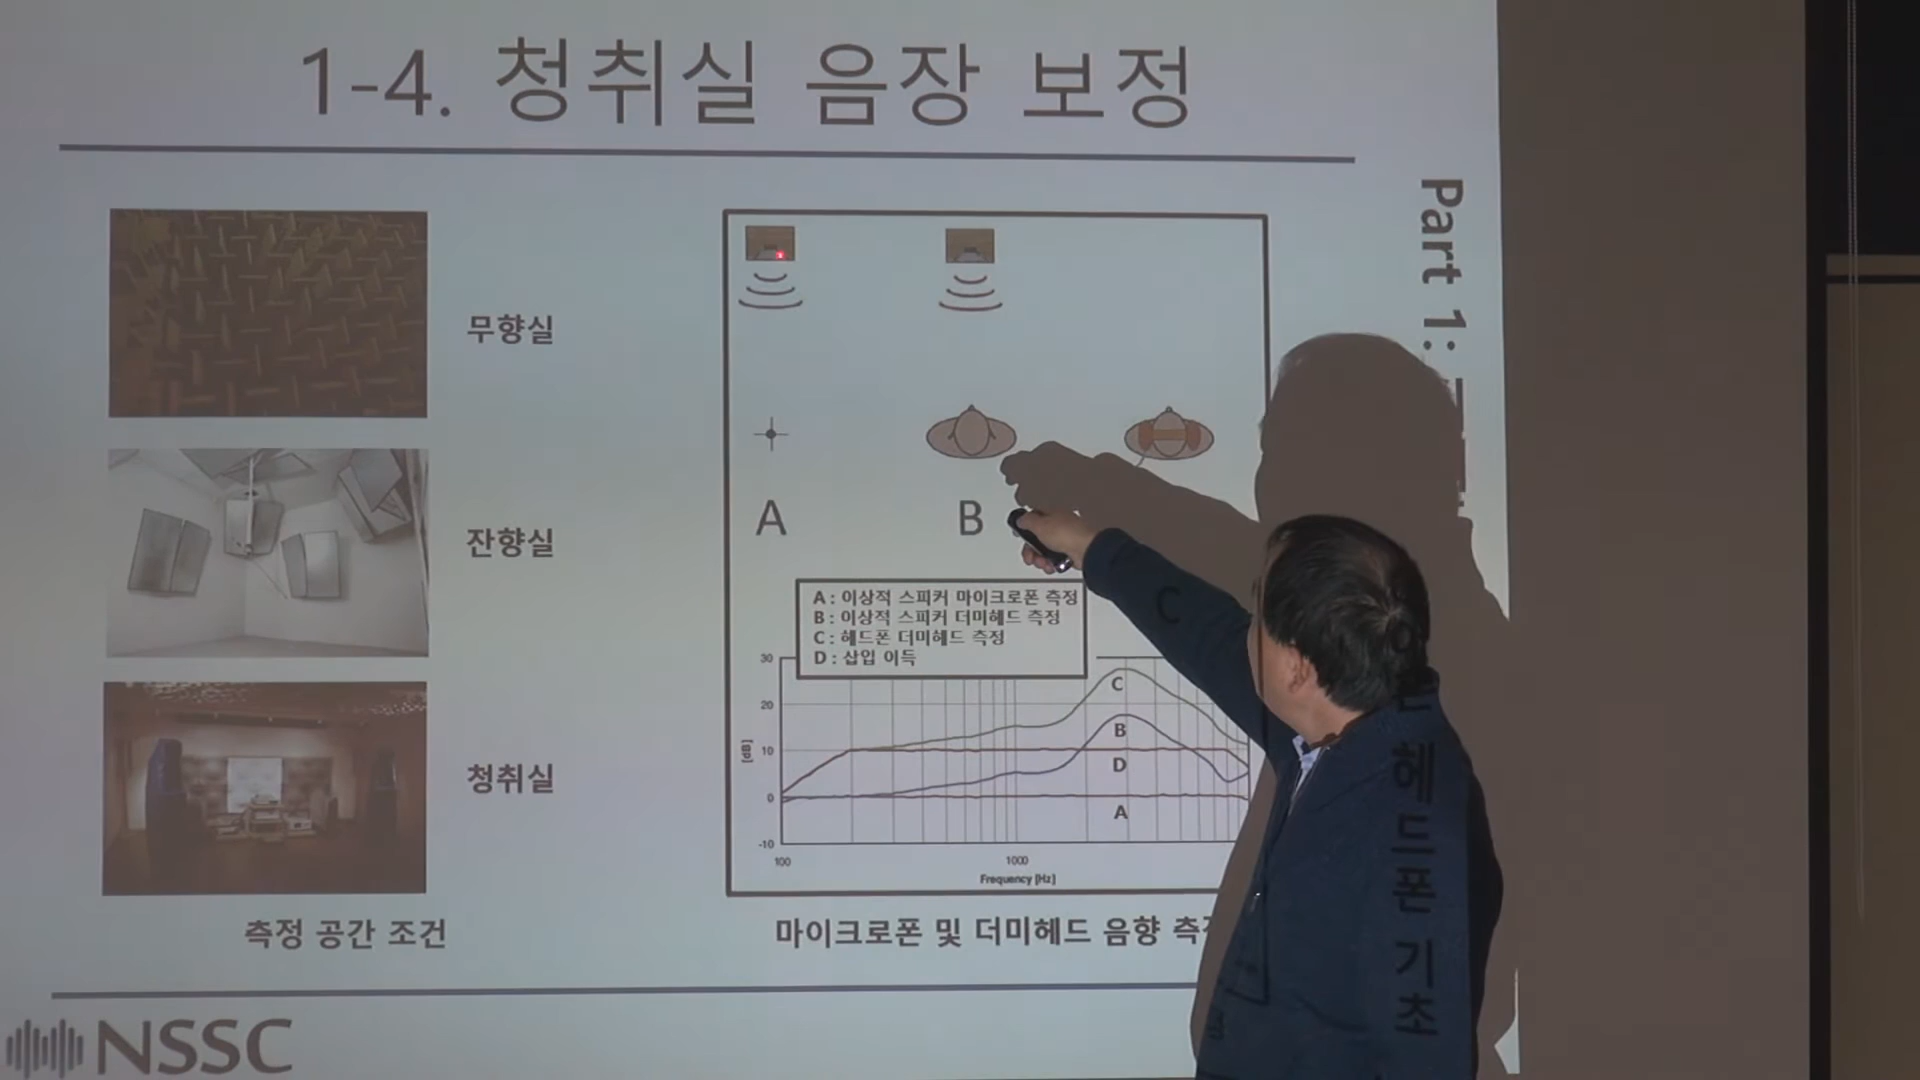 1-4. 청취실 음장 보정
무향실
잔향실
청취실
측정 공간 조건
A
B
C
A : 이상적 스피커 마이크로폰 측정
B : 이상적 스피커 더미헤드 측정
C : 헤드폰 더미헤드 측정
D : 삽입 이득
30
20
10
0
-10
[dB]
C
B
D
A
100
1000
Frequency [Hz]
마이크로폰 및 더미헤드 음향
Part 1:
헤드폰 기초
NSSC